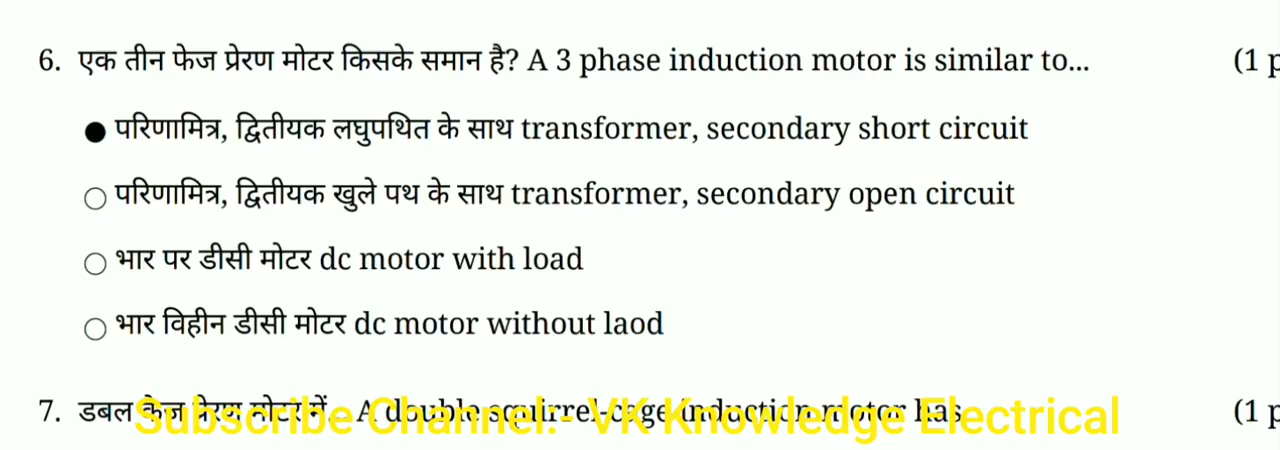 6. एक तीन फेज प्रेरण मोटर किसके समान है? A 3 phase induction motor is similar to... (1 p
परिणामित्र, द्वितीयक लघुपथित के साथ transformer, secondary short circuit
परिणामित्र, द्वितीयक खुले पथ के साथ transformer, secondary open circuit
भार पर डीसी मोटर dc motor with load
भार विहीन डीसी मोटर dc motor without laod
7. डबल केज प्रेरण मोटर में... A double squirrel-cage induction motor has (1 p
Subscribe Channel:- VK Knowledge Electrical